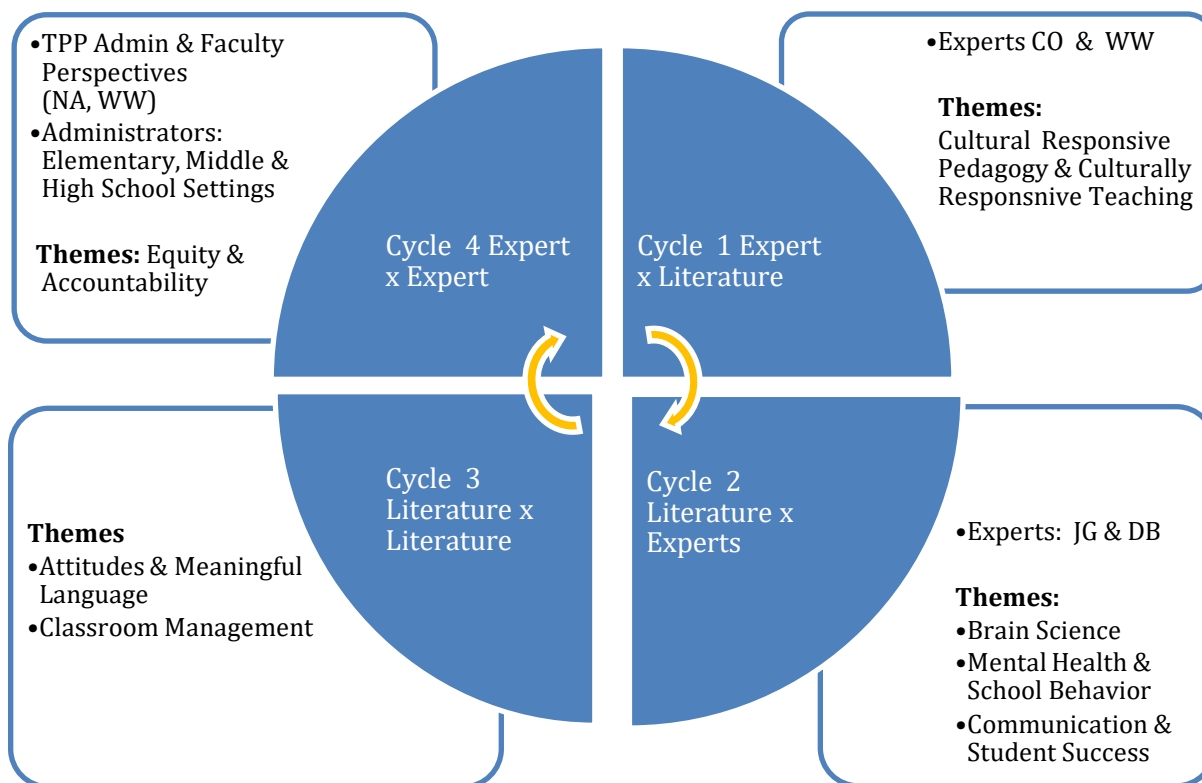 •TPP Admin & Faculty
Perspectives
(NA, WW)
•Administrators:
Elementary, Middle &
High School Settings
Themes: Equity &
Accountability
•Experts CO & WW
Themes:
Cultural Responsive
Pedagogy & Culturally
Responsnive Teaching
Cycle 4 Expert
x Expert
Cycle 1 Expert
x Literature
Cycle 3
Literature x
Literature
Cycle 2
Literature x
Experts
Themes
•Attitudes & Meaningful
Language
•Classroom Management
•Experts: JG & DB
Themes:
•Brain Science
•Mental Health &
School Behavior
•Communication &
Student Success